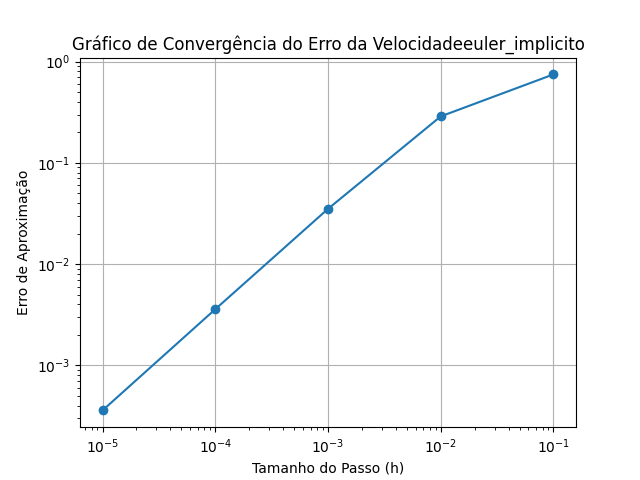 Gráfico de Convergência do Erro da Velocidadeeuler_implicito
10⁰
10⁻¹
10⁻²
10⁻³
Erro de Aproximação
10⁻⁵ 10⁻⁴ 10⁻³ 10⁻² 10⁻¹
Tamanho do Passo (h)